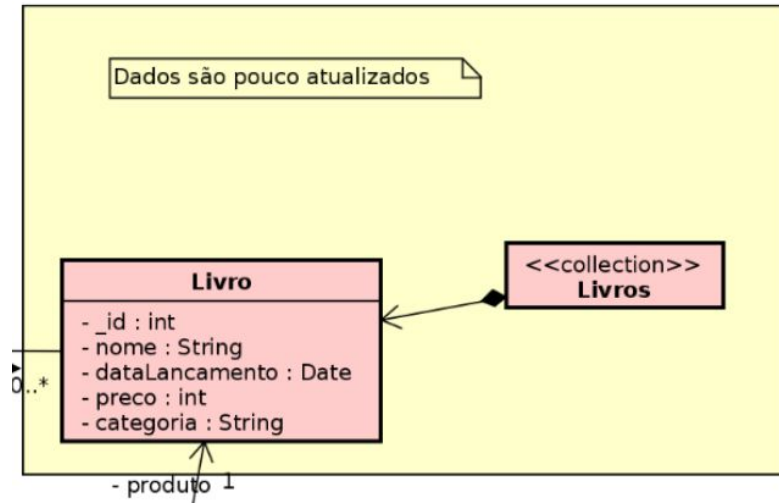 Dados são pouco atualizados
<<collection>>
Livros
Livro
- _id : int
- nome : String
- dataLancamento : Date
- preco : int
- categoria : String
0..*
- produto 1